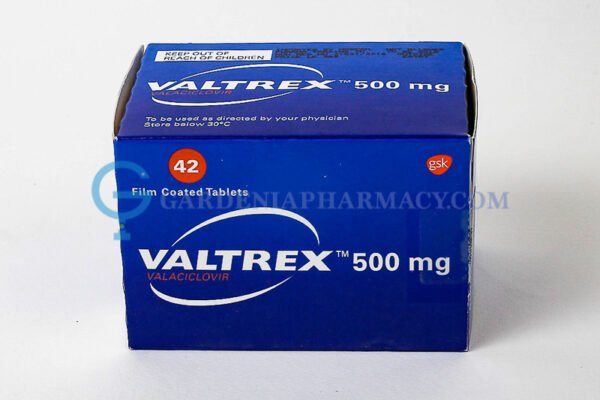 KEEP OUT OF
REACH OF CHILDREN
VALTREX™ 500 mg
VALACICLOVIR
To be used as directed by your physician
Store below 30°C
42
gsk
Film Coated Tablets
GARDENIAPHARMACY.COM
VALTREX™ 500 mg
VALACICLOVIR